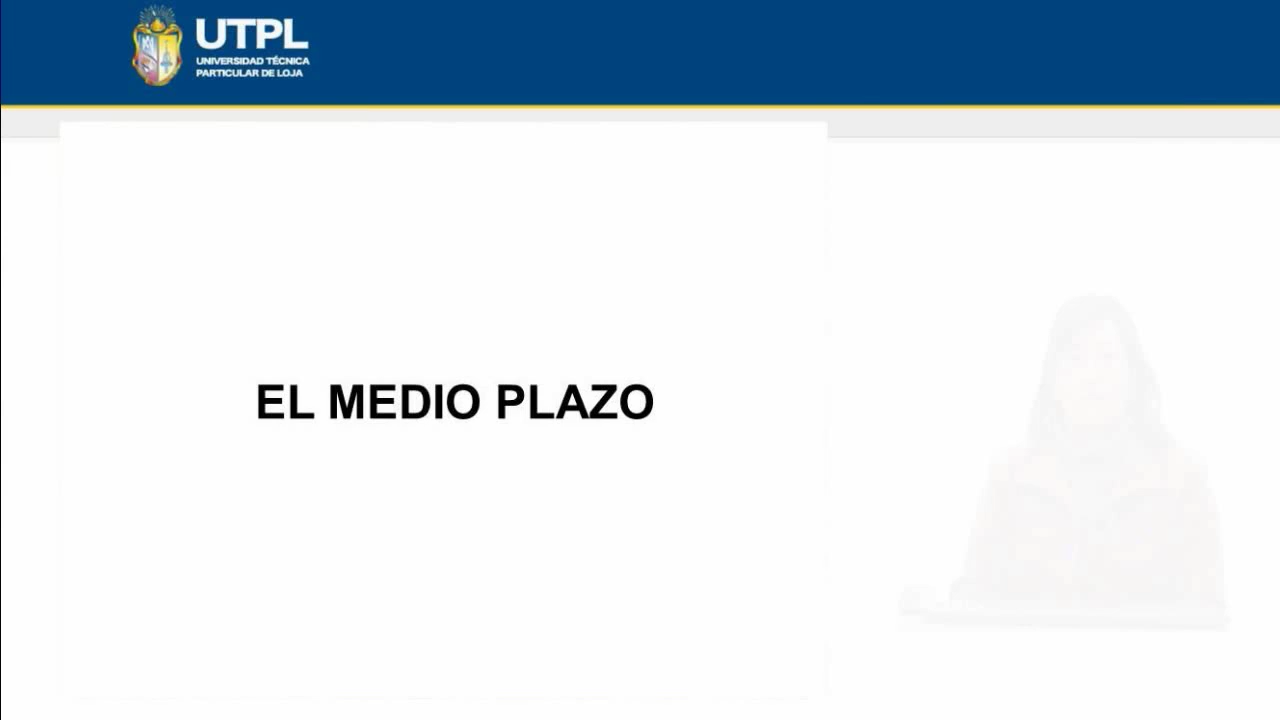 UTPL
UNIVERSIDAD TÉCNICA
PARTICULAR DE LOJA
EL MEDIO PLAZO